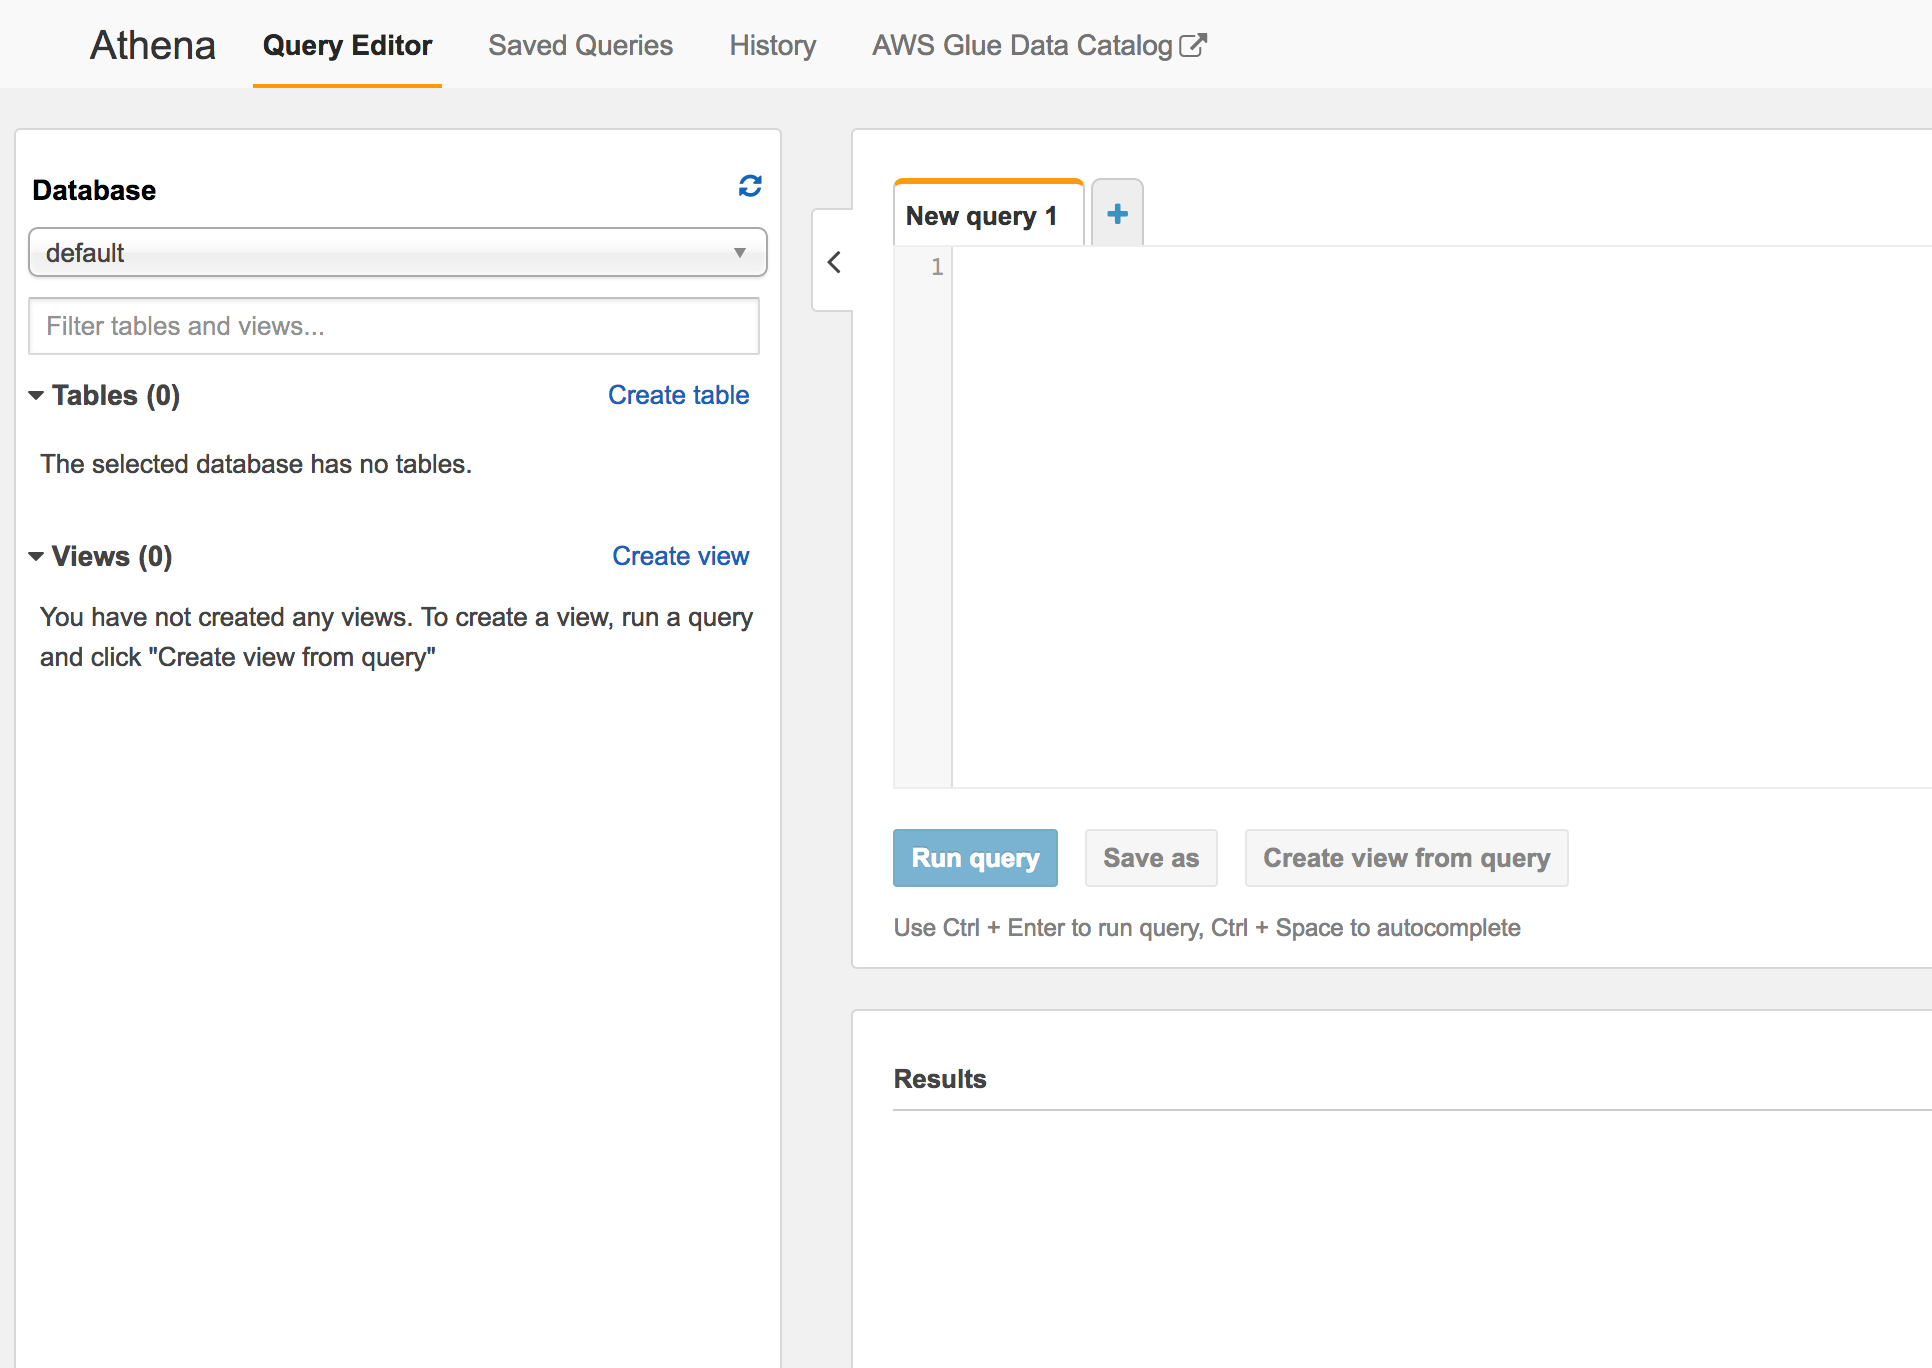 Athena Query Editor Saved Queries History AWS Glue Data Catalog
Database
default
Filter tables and views...
Tables (0) Create table
The selected database has no tables.
Views (0) Create view
You have not created any views. To create a view, run a query
and click "Create view from query"
New query 1
1
Run query Save as Create view from query
Use Ctrl + Enter to run query, Ctrl + Space to autocomplete
Results